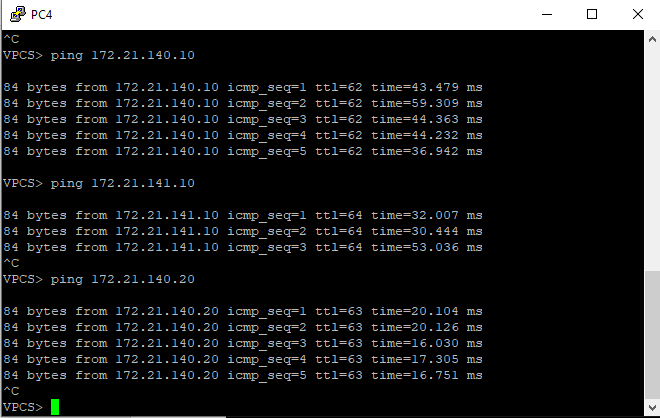 PC4
^C
VPCS> ping 172.21.140.10
84 bytes from 172.21.140.10 icmp_seq=1 ttl=62 time=43.479 ms
84 bytes from 172.21.140.10 icmp_seq=2 ttl=62 time=59.309 ms
84 bytes from 172.21.140.10 icmp_seq=3 ttl=62 time=44.363 ms
84 bytes from 172.21.140.10 icmp_seq=4 ttl=62 time=44.232 ms
84 bytes from 172.21.140.10 icmp_seq=5 ttl=62 time=36.942 ms
VPCS> ping 172.21.141.10
84 bytes from 172.21.141.10 icmp_seq=1 ttl=64 time=32.007 ms
84 bytes from 172.21.141.10 icmp_seq=2 ttl=64 time=30.444 ms
84 bytes from 172.21.141.10 icmp_seq=3 ttl=64 time=53.036 ms
^C
VPCS> ping 172.21.140.20
84 bytes from 172.21.140.20 icmp_seq=1 ttl=63 time=20.104 ms
84 bytes from 172.21.140.20 icmp_seq=2 ttl=63 time=20.126 ms
84 bytes from 172.21.140.20 icmp_seq=3 ttl=63 time=16.030 ms
84 bytes from 172.21.140.20 icmp_seq=4 ttl=63 time=17.305 ms
84 bytes from 172.21.140.20 icmp_seq=5 ttl=63 time=16.751 ms
^C
VPCS>